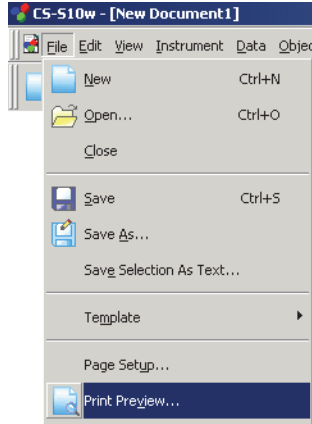 CS-S10w - [New Document1]
File Edit View Instrument Data Objec
New Ctrl+N
Open... Ctrl+O
Close
Save Ctrl+S
Save As...
Save Selection As Text...
Template
Page Setup...
Print Preview...